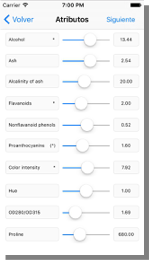 Carrier 7:00 PM
Volver Atributos Siguiente
Alcohol * 13.44
Ash 2.54
Alcalinity of ash 20.00
Flavanoids * 2.00
Nonflavanoid phenols 0.52
Proanthocyanins (*) 1.60
Color intensity * 7.92
Hue 1.00
OD280/OD315 1.69
Proline 680.00